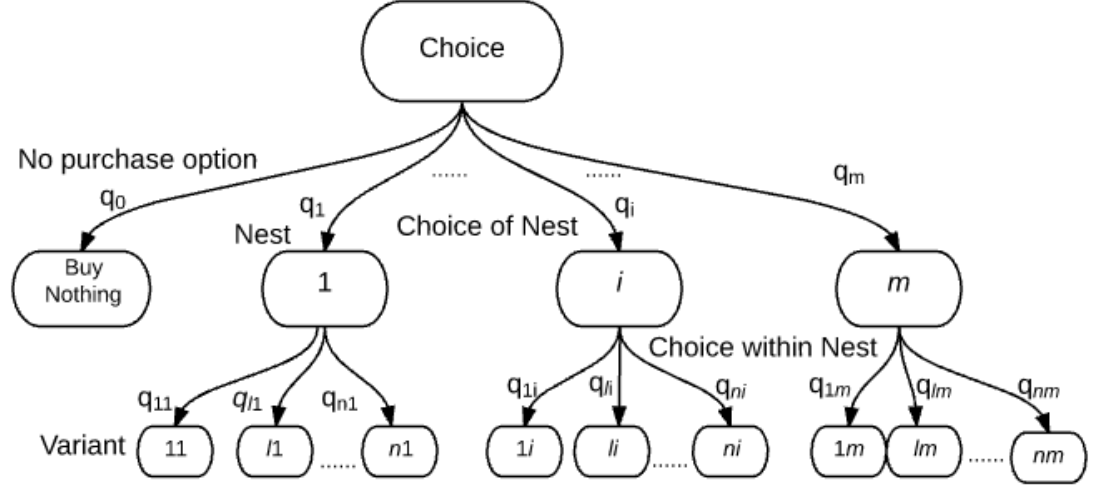 Choice
No purchase option
...... ......
q0 q1 qi qm
Nest Choice of Nest
Buy
Nothing
1 i m
Choice within Nest
q11 ql1 qn1 q1i qli qni q1m qlm qnm
Variant 11 l1 ...... n1 1i li ...... ni 1m lm ...... nm